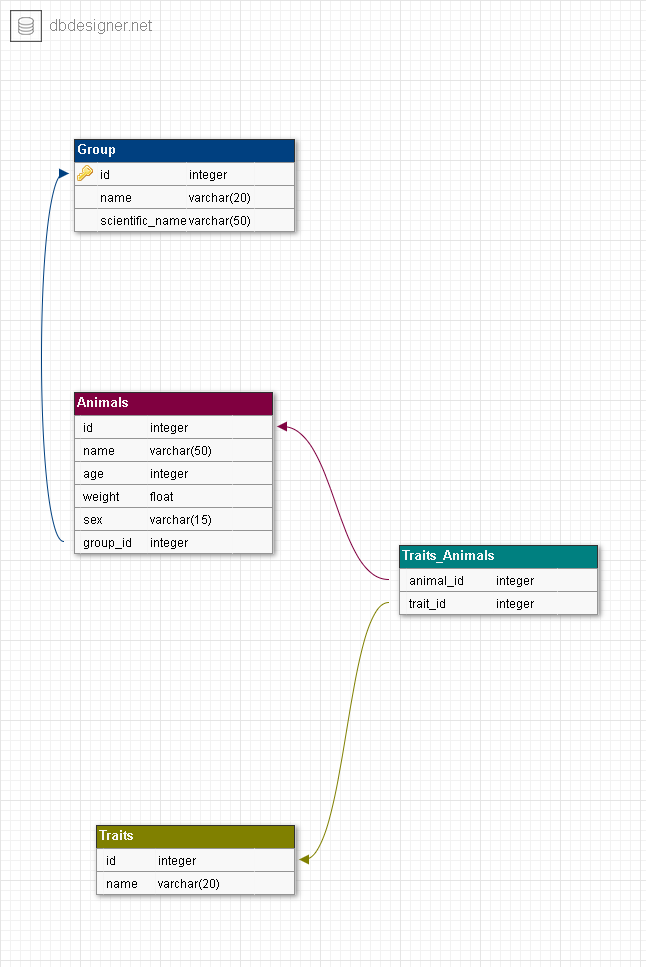 dbdesigner.net
Group
id integer
name varchar(20)
scientific_name varchar(50)
Animals
id integer
name varchar(50)
age integer
weight float
sex varchar(15)
group_id integer
Traits_Animals
animal_id integer
trait_id integer
Traits
id integer
name varchar(20)